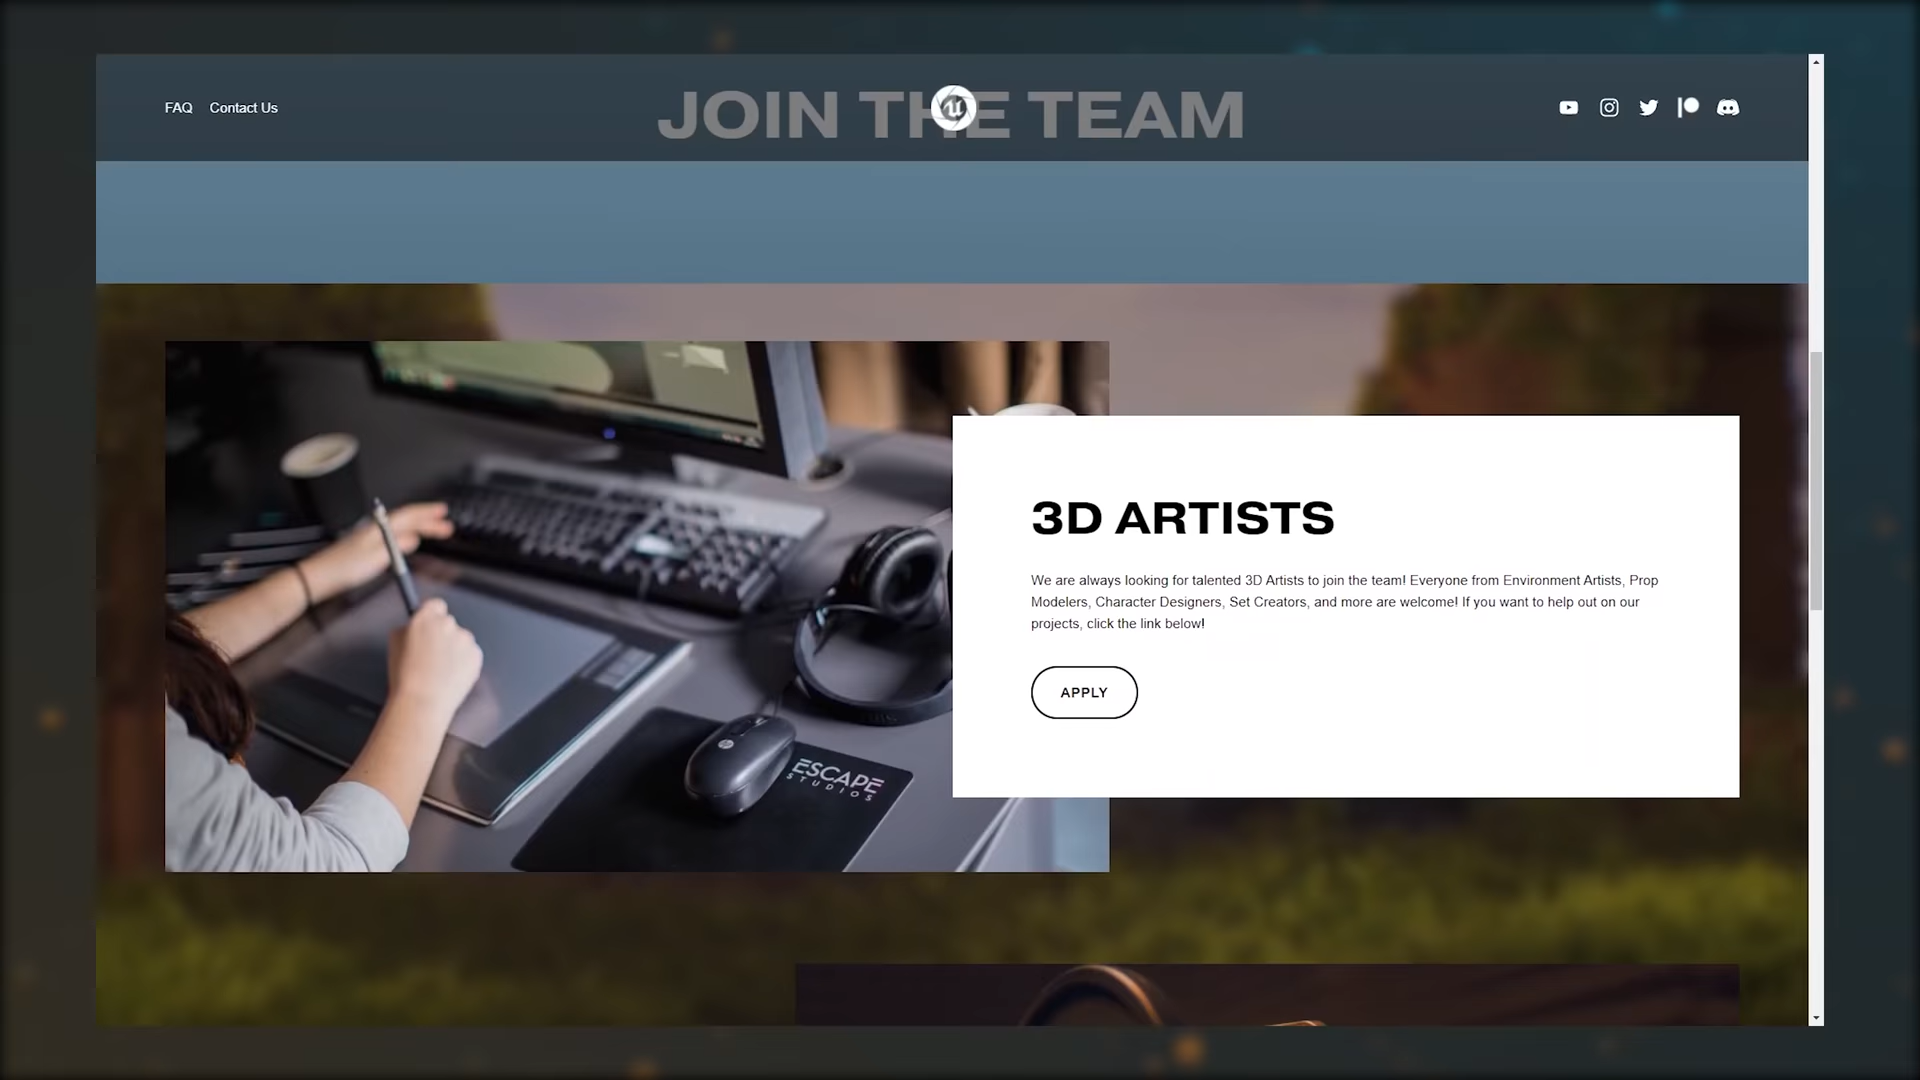 FAQ Contact Us
JOIN THE TEAM
3D ARTISTS
We are always looking for talented 3D Artists to join the team! Everyone from Environment Artists, Prop
Modelers, Character Designers, Set Creators, and more are welcome! If you want to help out on our
projects, click the link below!
APPLY
ESCAPE
STUDIOS